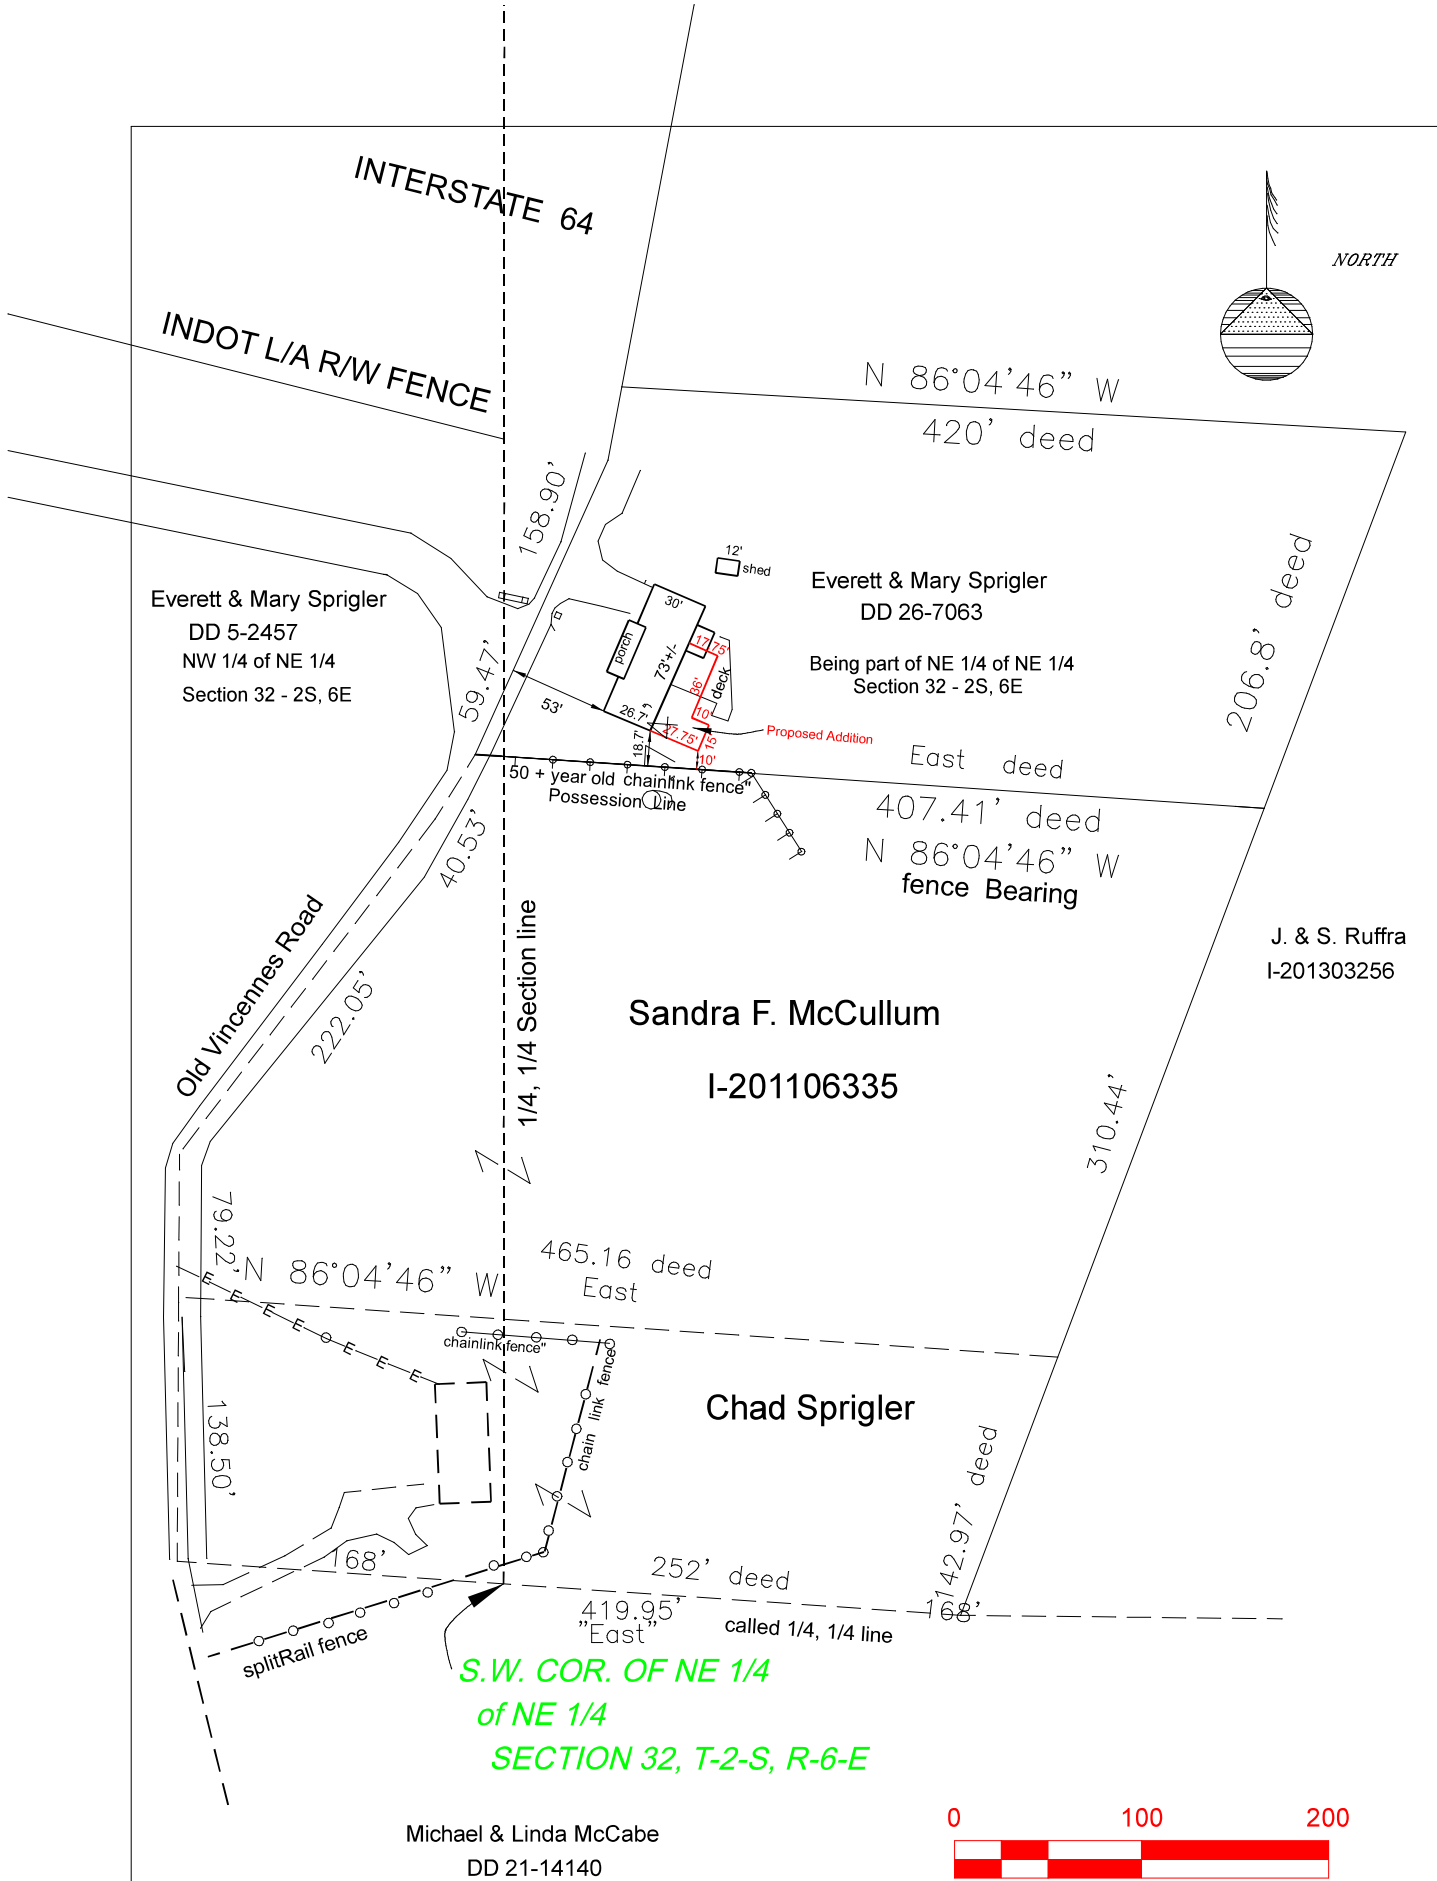 INTERSTATE 64
NORTH
INDOT L/A R/W FENCE
N 86°04'46" W
420' deed
158.90'
12'
shed
Everett & Mary Sprigler
DD 5-2457
NW 1/4 of NE 1/4
Section 32 - 2S, 6E
Everett & Mary Sprigler
DD 26-7063
Being part of NE 1/4 of NE 1/4
Section 32 - 2S, 6E
206.8' deed
30'
porch
73'+/-
17.75'
36'
deck
10'
59.47'
53'
26.7'
18.7'
27.75'
15'
10'
Proposed Addition
East deed
407.41' deed
N 86°04'46" W
fence Bearing
50 + year old chainlink fence"
Possession Line
40.53'
Old Vincennes Road
222.05'
1/4, 1/4 Section line
J. & S. Ruffra
I-201303256
Sandra F. McCullum
I-201106335
310.44'
79.22'
N 86°04'46" W
465.16 deed
East
E
E
E
E
E
E
E
chainlink fence"
chain link fence
Chad Sprigler
138.50'
142.97' deed
168'
252' deed
419.95'
"East"
168'
called 1/4, 1/4 line
splitRail fence
S.W. COR. OF NE 1/4
of NE 1/4
SECTION 32, T-2-S, R-6-E
Michael & Linda McCabe
DD 21-14140
0 100 200